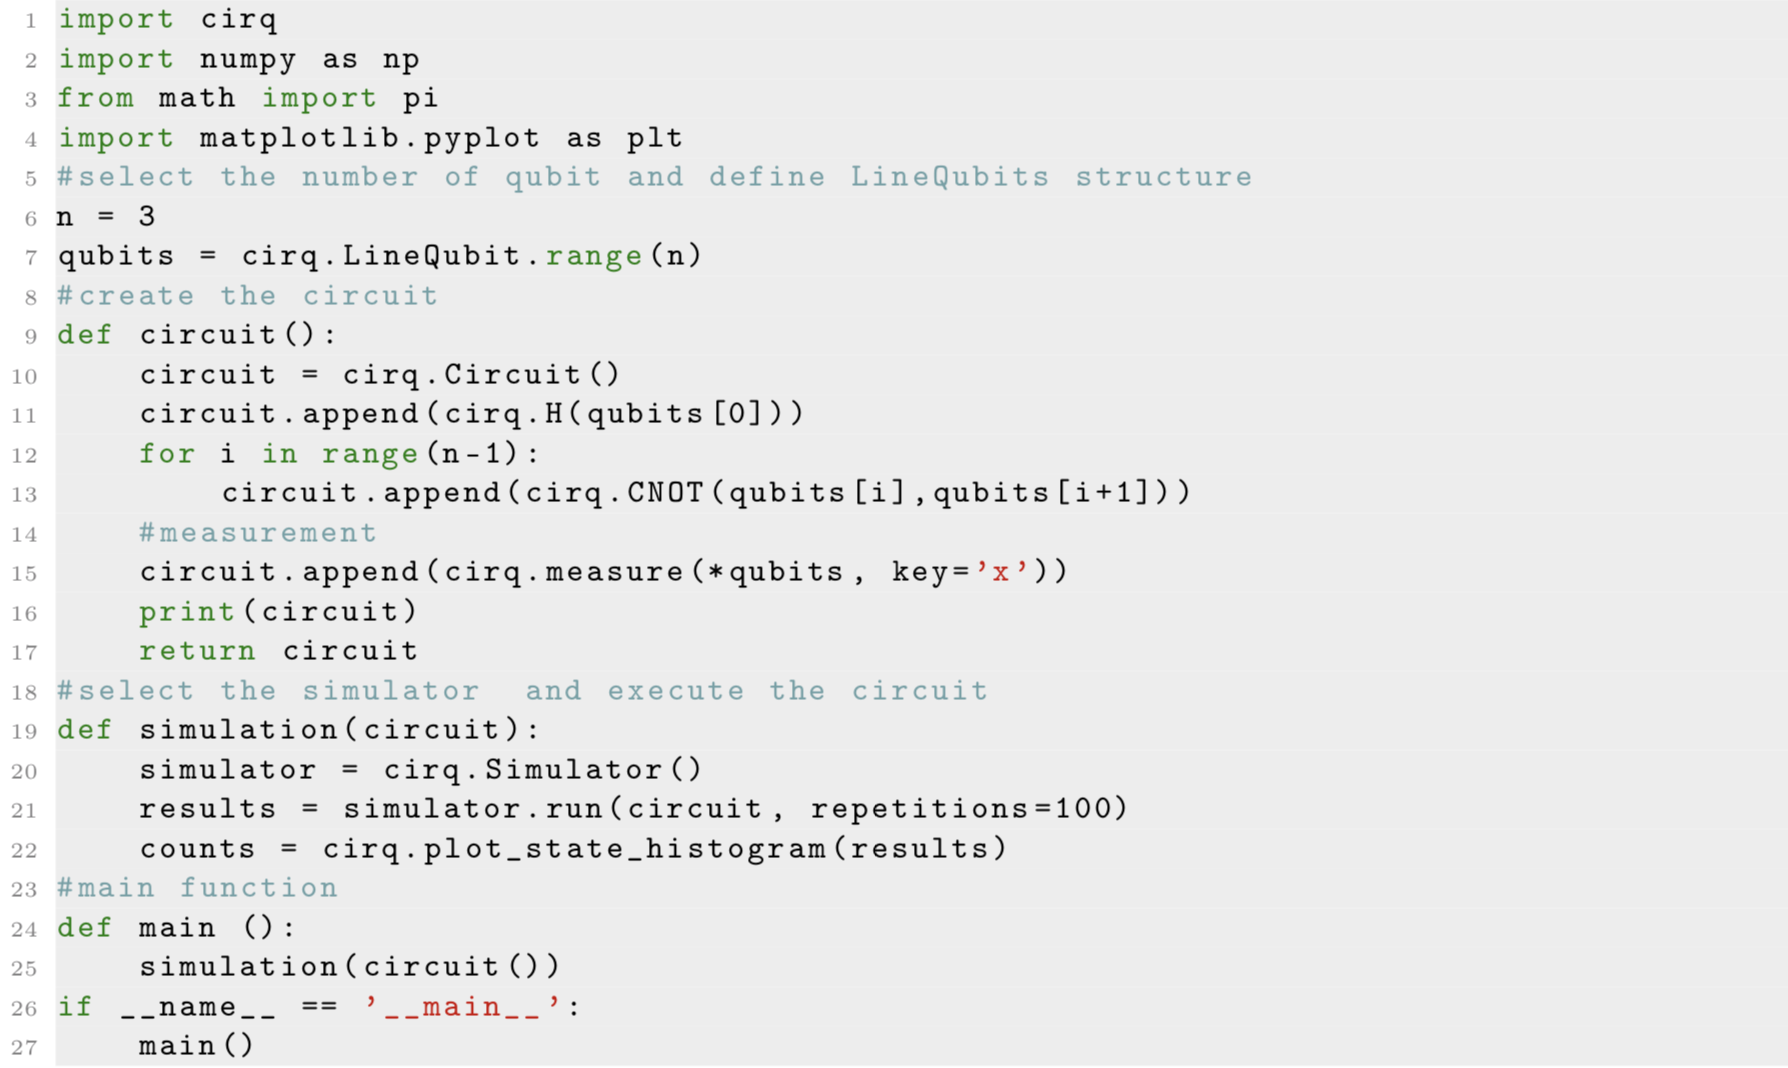 1 import cirq
2 import numpy as np
3 from math import pi
4 import matplotlib.pyplot as plt
5 #select the number of qubit and define LineQubits structure
6 n = 3
7 qubits = cirq.LineQubit.range(n)
8 #create the circuit
9 def circuit():
10     circuit = cirq.Circuit()
11     circuit.append(cirq.H(qubits[0]))
12     for i in range(n-1):
13         circuit.append(cirq.CNOT(qubits[i],qubits[i+1]))
14     #measurement
15     circuit.append(cirq.measure(*qubits, key=’x’))
16     print(circuit)
17     return circuit
18 #select the simulator  and execute the circuit
19 def simulation(circuit):
20     simulator = cirq.Simulator()
21     results = simulator.run(circuit, repetitions=100)
22     counts = cirq.plot_state_histogram(results)
23 #main function
24 def main ():
25     simulation(circuit())
26 if __name__ == ’__main__’:
27     main()